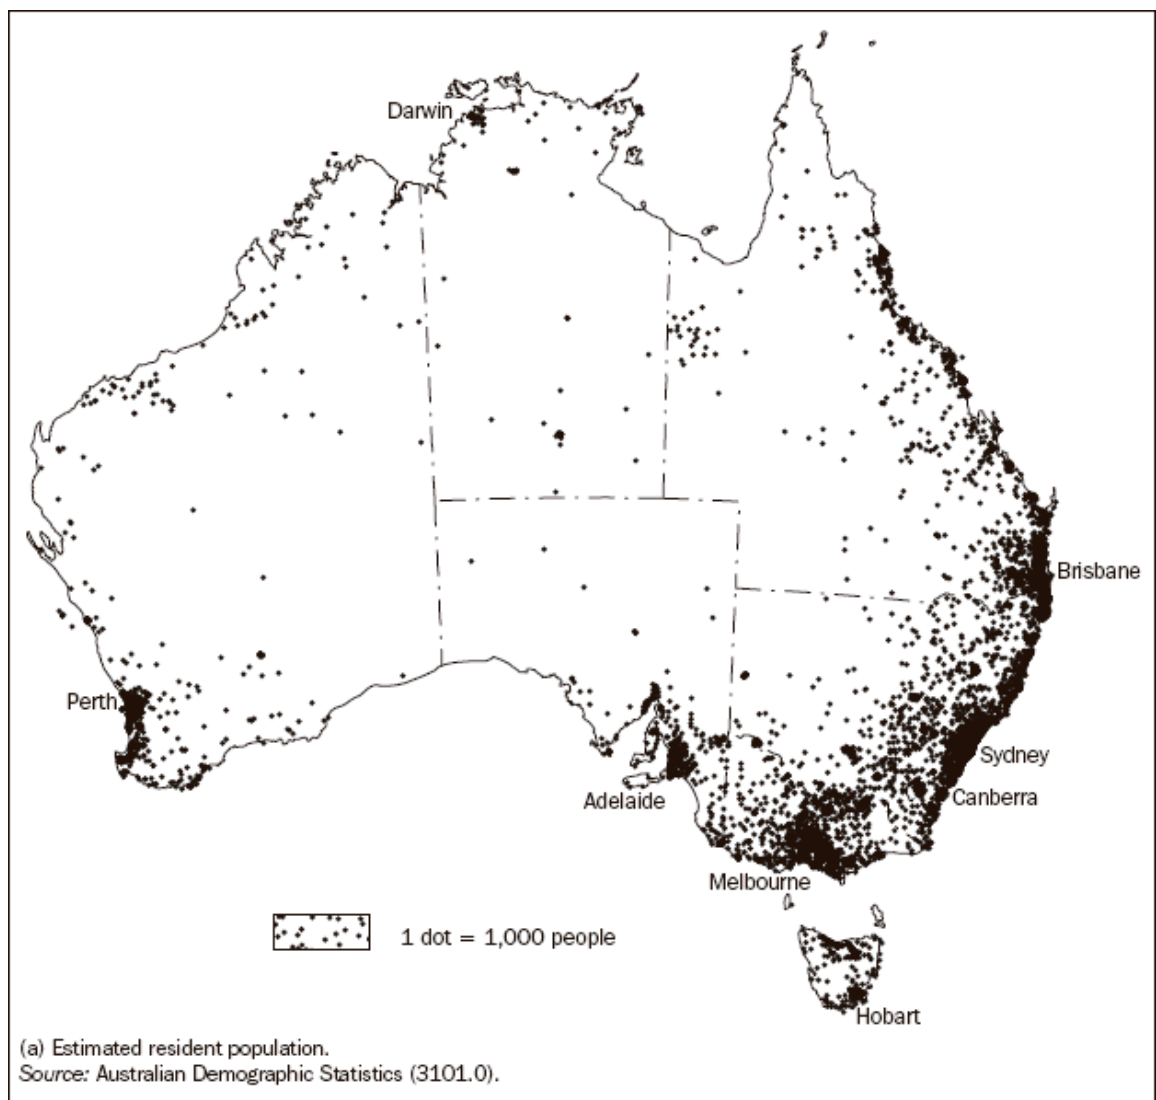 Darwin
Brisbane
Perth
Sydney
Adelaide
Canberra
Melbourne
1 dot = 1,000 people
Hobart
(a) Estimated resident population.
Source: Australian Demographic Statistics (3101.0).